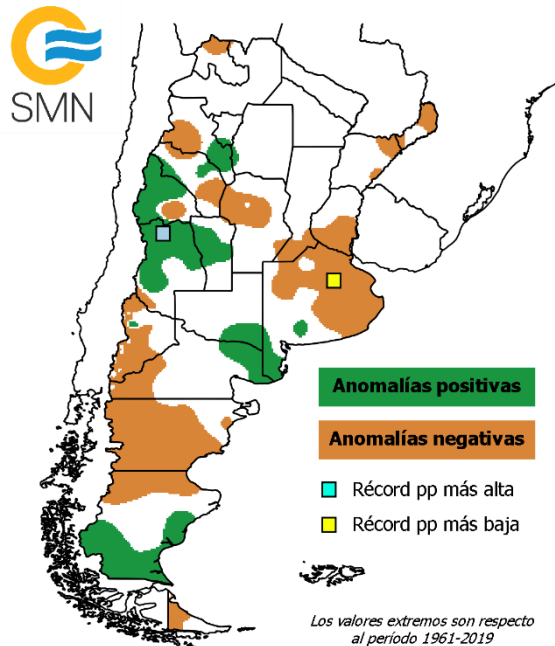 SMN
Anomalías positivas
Anomalías negativas
Récord pp más alta
Récord pp más baja
Los valores extremos son respecto
al período 1961-2019